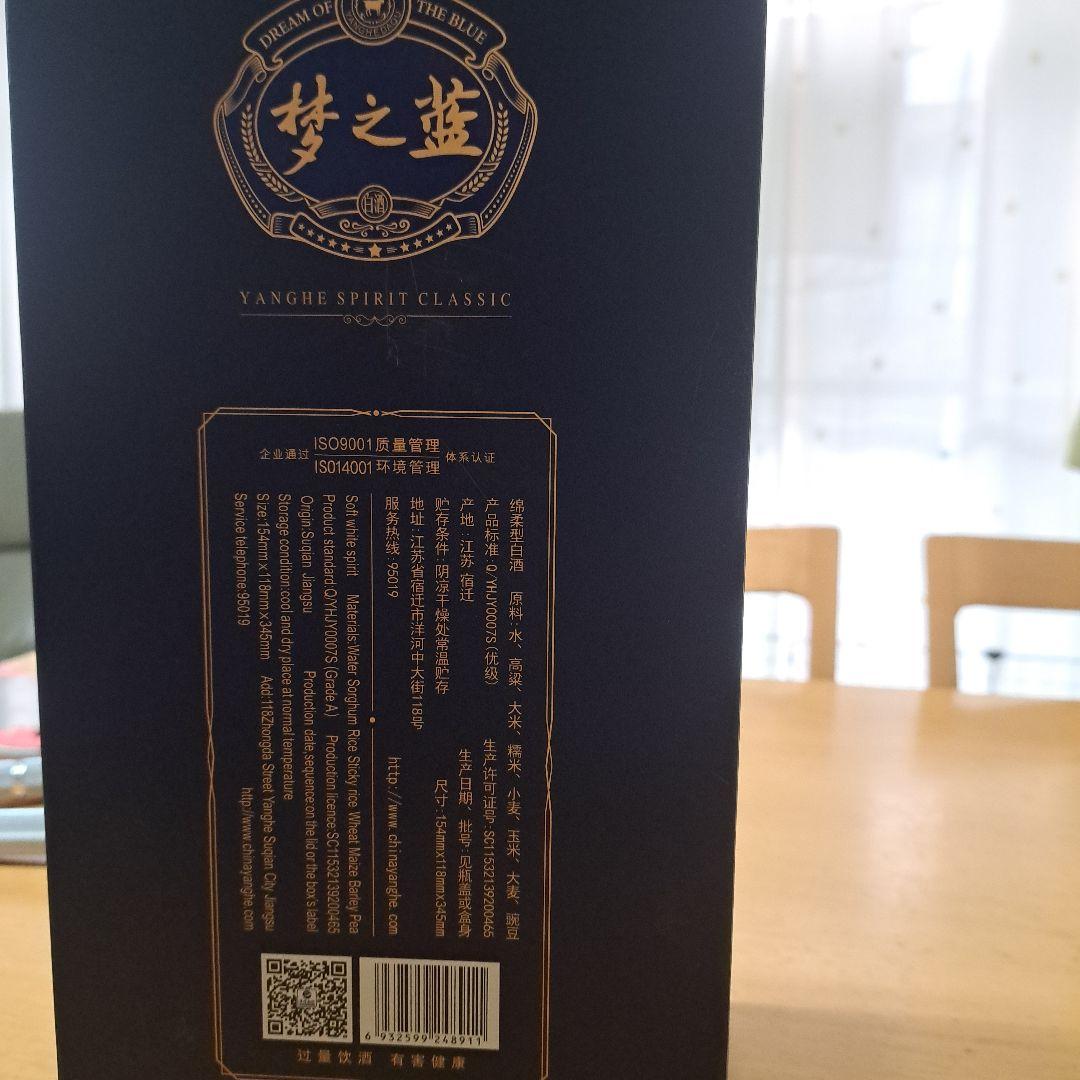 DREAM OF THE BLUE
梦之蓝
白酒
YANGHE SPIRIT CLASSIC
企业通过 ISO9001质量管理 体系认证
ISO14001环境管理
绵柔型白酒 原料:水、高粱、大米、糯米、小麦、玉米、大麦、豌豆
产品标准:Q/YHJY0007S(优级) 生产许可证号:SC11532139200465
产地:江苏 宿迁 生产日期、批号:见瓶盖或盒身
贮存条件:阴凉干燥处常温贮存 尺寸:154mmx118mmx345mm
地址:江苏省宿迁市洋河中大街118号
服务热线:95019 http://www.chinayanghe.com
Soft white spirit Materials:Water Sorghum Rice Sticky rice Wheat Maize Barley Pea
Product standard:Q/YHJY0007S (Grade A) Production licence:SC11532139200465
Origin:Suqian Jiangsu Production date,sequence:on the lid or the box's label
Storage condition:cool and dry place at normal temperature
Size:154mm x 118mm x 345mm Add:118Zhongda Street Yanghe Suqian City Jiangsu
Service telephone:95019 http://www.chinayanghe.com
6 932599 248911
过量饮酒 有害健康